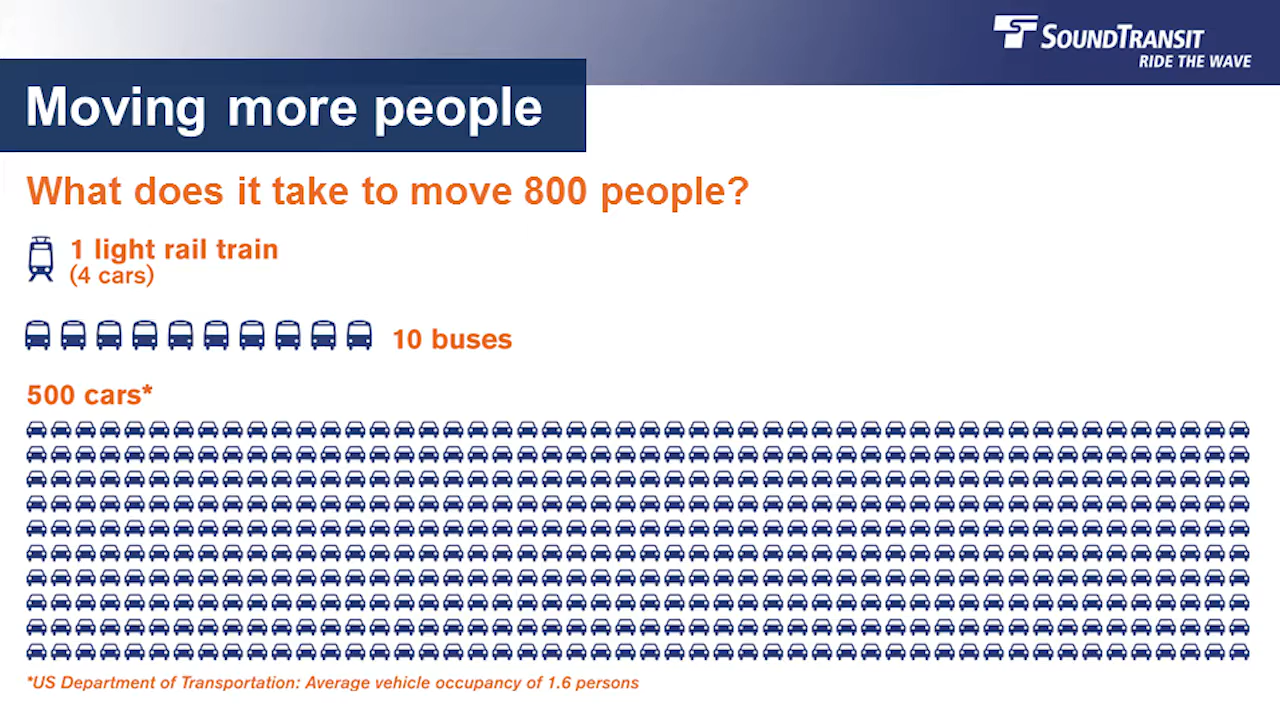 SOUNDTRANSIT
RIDE THE WAVE
Moving more people
What does it take to move 800 people?
1 light rail train
(4 cars)
10 buses
500 cars*
*US Department of Transportation: Average vehicle occupancy of 1.6 persons